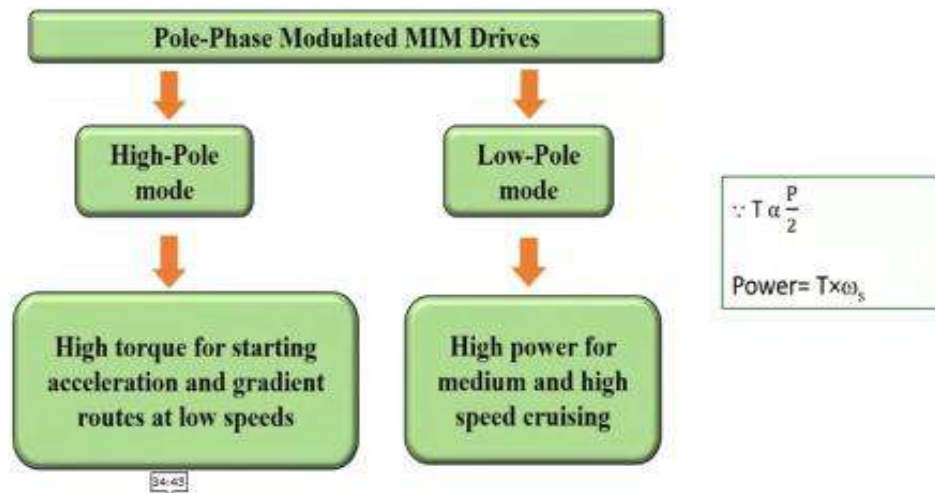 Pole-Phase Modulated MIM Drives
High-Pole
mode
Low-Pole
mode
∵ T α P/2
Power= T×ωₛ
High torque for starting
acceleration and gradient
routes at low speeds
High power for
medium and high
speed cruising
34:43